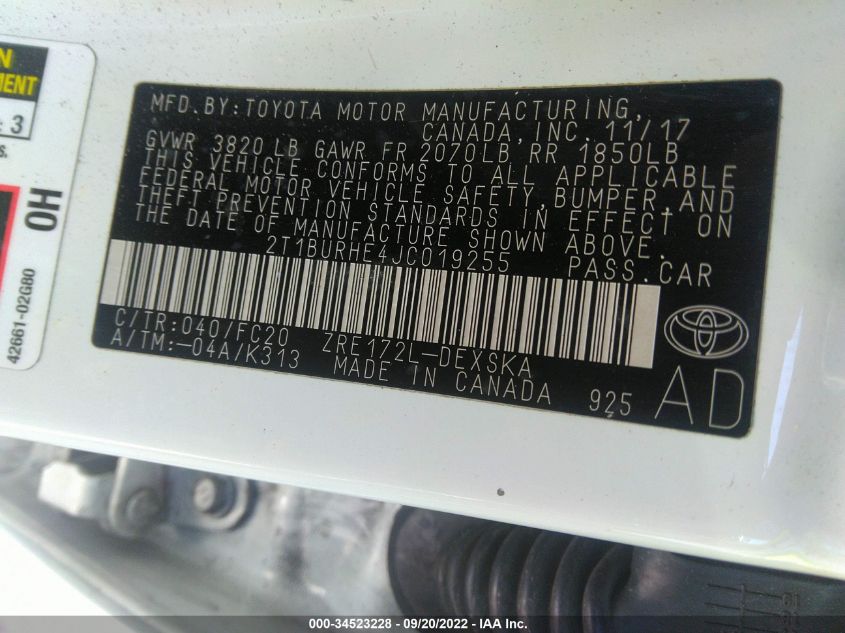 N
MENT
: 3
s.
OH
42661-02G80
MFD.BY:TOYOTA MOTOR MANUFACTURING,
CANADA,INC. 11/17
GVWR 3820 LB GAWR FR 2070LB RR 1850LB
THIS VEHICLE CONFORMS TO ALL APPLICABLE
FEDERAL MOTOR VEHICLE SAFETY,BUMPER,AND
THEFT PREVENTION STANDARDS IN EFFECT ON
THE DATE OF MANUFACTURE SHOWN ABOVE.
2T1BURHE4JC019255 PASS.CAR
C/TR:040/FC20 ZRE172L-DEXSKA
A/TM:-04A/K313 MADE IN CANADA 925
AD
000-34523228 - 09/20/2022 - IAA Inc.